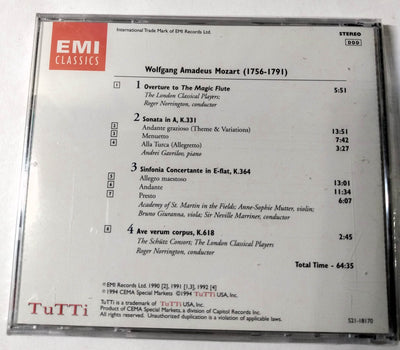 International Trade Mark of EMI Records Ltd.
STEREO
DDD
EMI
CLASSICS
Wolfgang Amadeus Mozart (1756-1791)
1 1 Overture to The Magic Flute 5:51
The London Classical Players;
Roger Norrington, conductor
2 Sonata in A, K.331
2 Andante grazioso (Theme & Variations) 13:51
3 Menuetto 7:42
4 Alla Turca (Allegretto) 3:27
Andrei Gavrilov, piano
3 Sinfonia Concertante in E-flat, K.364
5 Allegro maestoso 13:01
6 Andante 11:34
7 Presto 6:07
Academy of St. Martin in the Fields; Anne-Sophie Mutter, violin;
Bruno Giuranna, viola; Sir Neville Marriner, conductor
8 4 Ave verum corpus, K.618 2:45
The Schütz Consort; The London Classical Players
Roger Norrington, conductor
Total Time - 64:35
℗EMI Records Ltd. 1990 [2], 1991 [1,3], 1992 [4]
℗1994 CEMA Special Markets ©1994 TuTTi USA, Inc.
TuTTi
TuTTi is a trademark of TuTTi USA, Inc.
Product of CEMA Special Markets, a division of Capitol Records Inc.
All rights reserved. Unauthorized duplication is a violation of applicable laws.
S21-18170